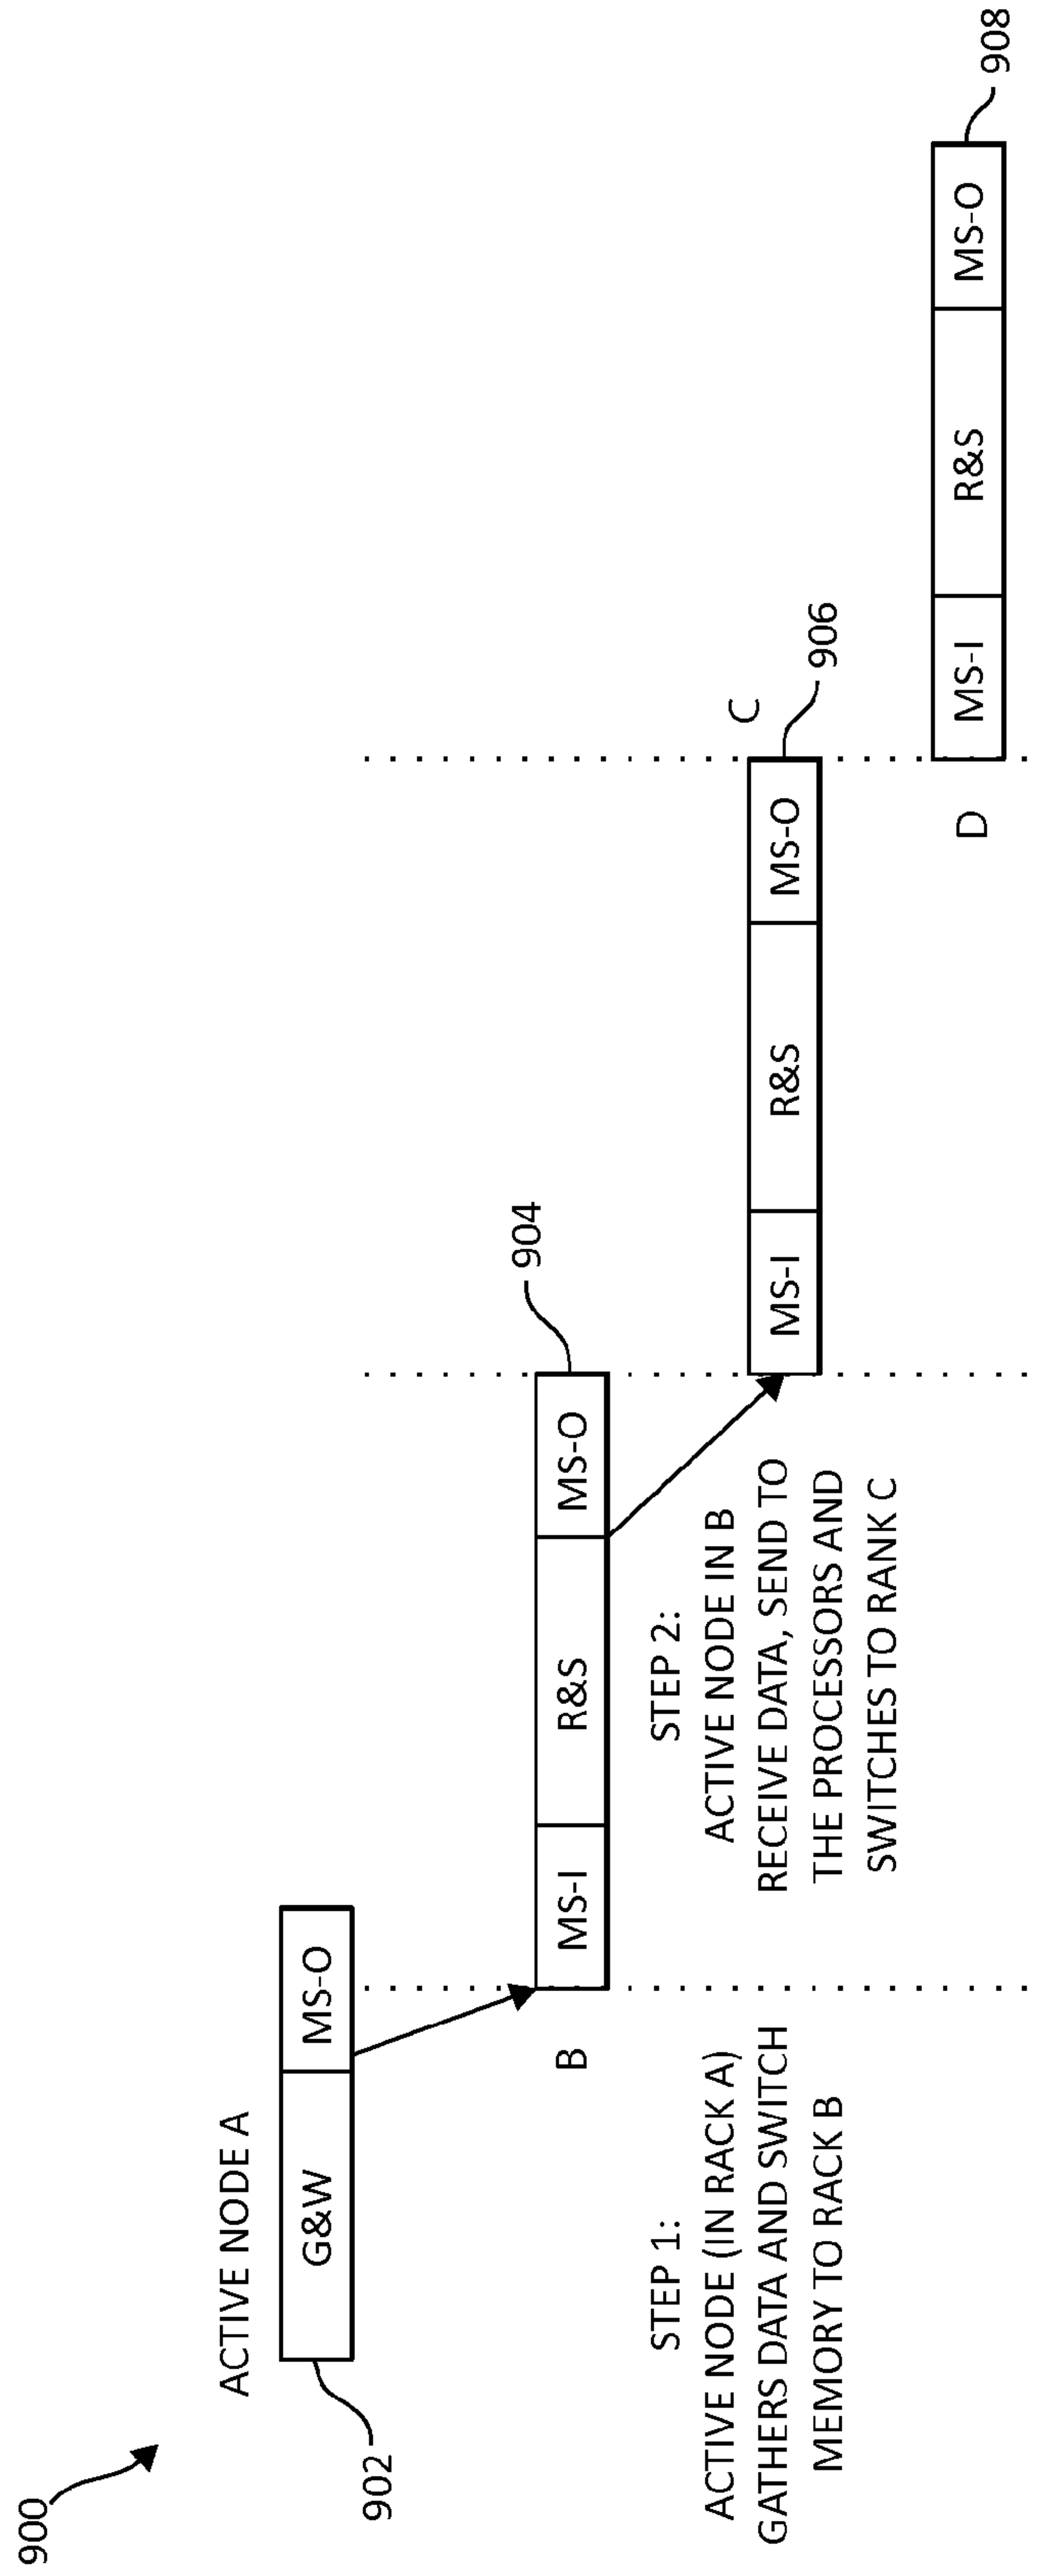 900
ACTIVE NODE A
G&W
MS-O
902
B
MS-I
R&S
MS-O
904
STEP 1:
ACTIVE NODE (IN RACK A)
GATHERS DATA AND SWITCH
MEMORY TO RACK B
STEP 2:
ACTIVE NODE IN B
RECEIVE DATA, SEND TO
THE PROCESSORS AND
SWITCHES TO RANK C
C
MS-I
R&S
MS-O
906
D
MS-I
R&S
MS-O
908